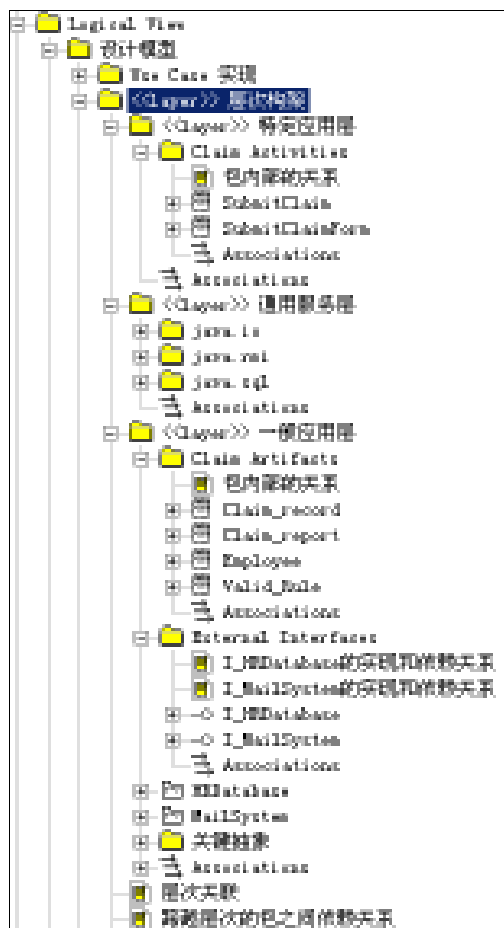 Logical View
设计模型
Use Case 实现
<<layer>> 层次构架
<<layer>> 特定应用层
Claim Activities
包内部的关系
SubmitClaim
SubmitClaimForm
Associations
Associations
<<layer>> 通用服务层
java.io
java.rmi
java.sql
Associations
<<layer>> 一般应用层
Claim Artifacts
包内部的关系
Claim_record
Claim_report
Employee
Valid_Rule
Associations
External Interfaces
I_HRDatabase的实现和依赖关系
I_MailSystem的实现和依赖关系
I_HRDatabase
I_MailSystem
Associations
HRDatabase
MailSystem
关键抽象
Associations
层次关联
跨越层次的包之间依赖关系